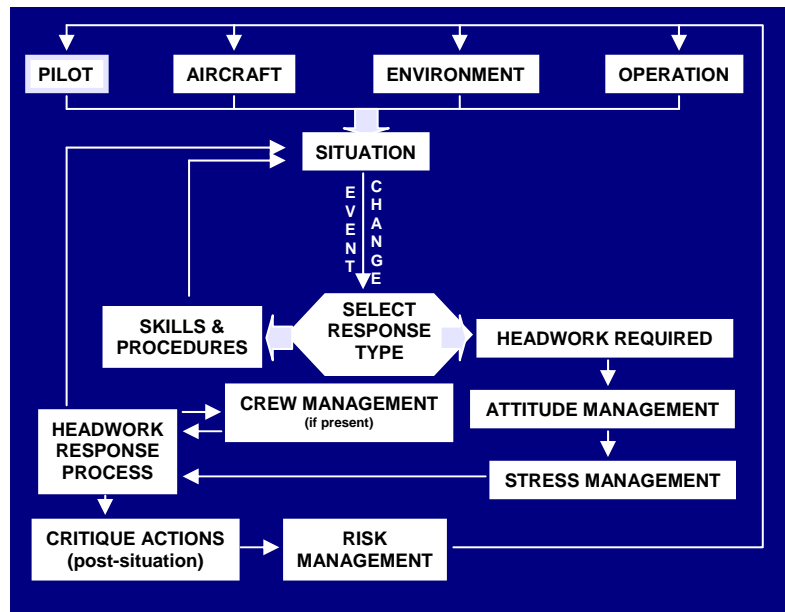 PILOT
AIRCRAFT
ENVIRONMENT
OPERATION
SITUATION
EVENT
CHANGE
SELECT
RESPONSE
TYPE
SKILLS &
PROCEDURES
HEADWORK REQUIRED
CREW MANAGEMENT
(if present)
ATTITUDE MANAGEMENT
HEADWORK
RESPONSE
PROCESS
STRESS MANAGEMENT
CRITIQUE ACTIONS
(post-situation)
RISK
MANAGEMENT